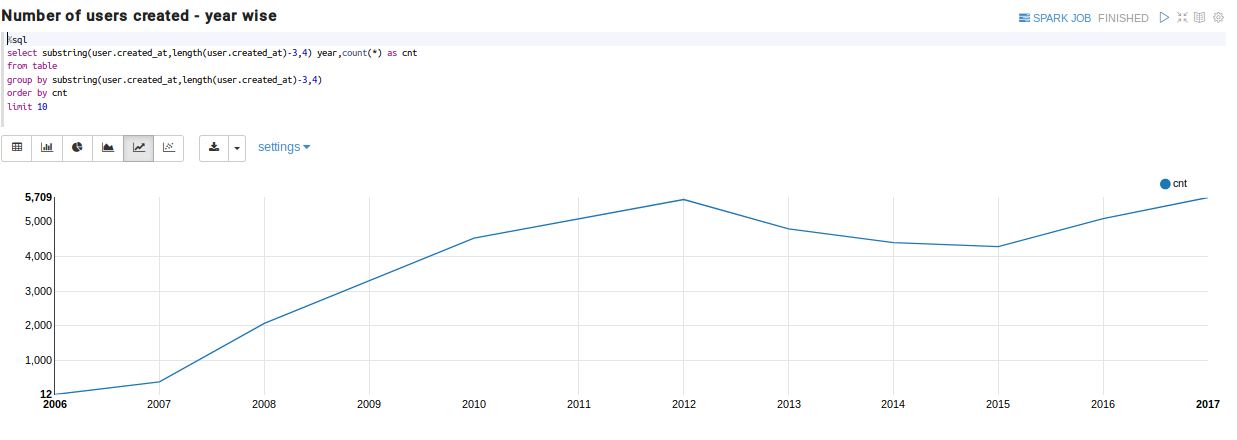 Number of users created - year wise
SPARK JOB FINISHED
%sql
select substring(user.created_at,length(user.created_at)-3,4) year,count(*) as cnt
from table
group by substring(user.created_at,length(user.created_at)-3,4)
order by cnt
limit 10
settings
cnt
5,709
5,000
4,000
3,000
2,000
1,000
12
2006 2007 2008 2009 2010 2011 2012 2013 2014 2015 2016 2017